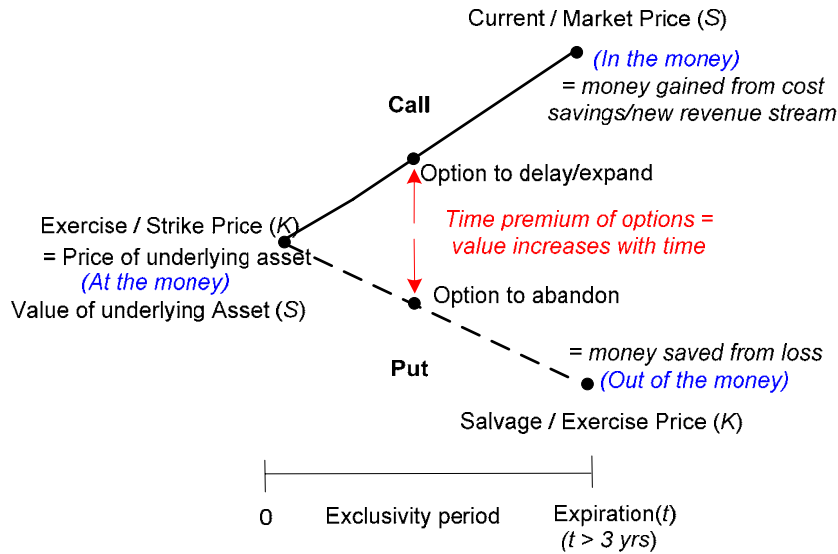 Current / Market Price (S)
(In the money)
= money gained from cost
savings/new revenue stream
Call
Option to delay/expand
Exercise / Strike Price (K)
= Price of underlying asset
(At the money)
Value of underlying Asset (S)
Time premium of options =
value increases with time
Option to abandon
= money saved from loss
(Out of the money)
Put
Salvage / Exercise Price (K)
0
Exclusivity period
Expiration(t)
(t > 3 yrs)